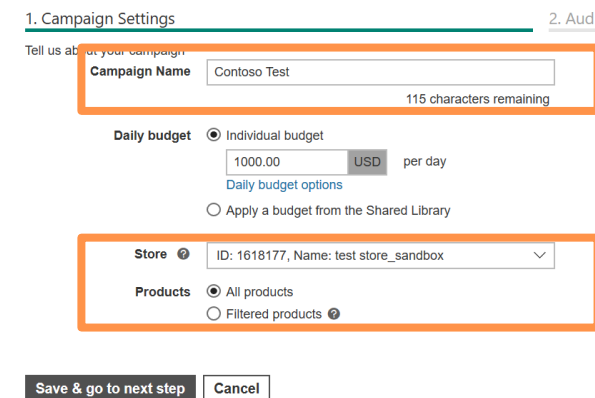 1. Campaign Settings
2. Aud
Tell us about your campaign
Campaign Name Contoso Test
115 characters remaining
Daily budget Individual budget
1000.00 USD per day
Daily budget options
Apply a budget from the Shared Library
Store ? ID: 1618177, Name: test store_sandbox
Products All products
Filtered products ?
Save & go to next step Cancel